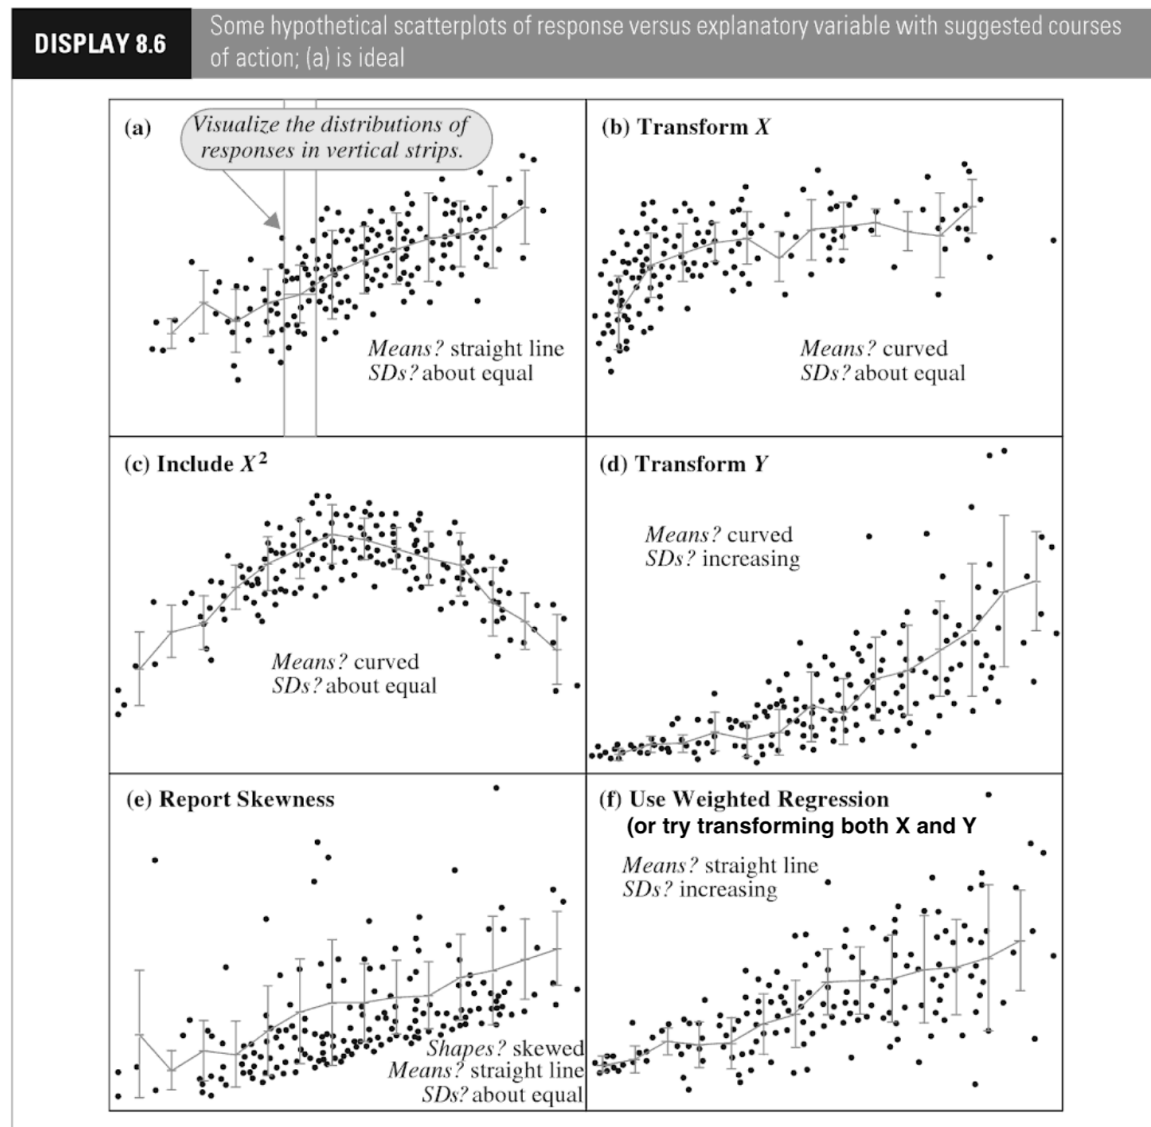 DISPLAY 8.6
Some hypothetical scatterplots of response versus explanatory variable with suggested courses
of action; (a) is ideal
(a)
Visualize the distributions of
responses in vertical strips.
Means? straight line
SDs? about equal
(b) Transform X
Means? curved
SDs? about equal
(c) Include X²
Means? curved
SDs? about equal
(d) Transform Y
Means? curved
SDs? increasing
(e) Report Skewness
Shapes? skewed
Means? straight line
SDs? about equal
(f) Use Weighted Regression
(or try transforming both X and Y
Means? straight line
SDs? increasing